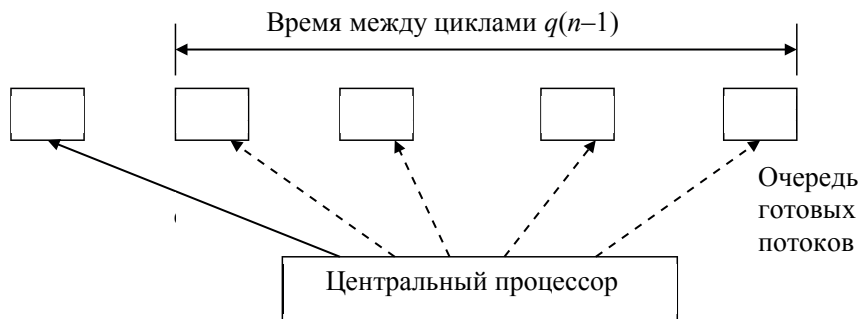 Время между циклами q(n–1)
Очередь
готовых
потоков
Центральный процессор